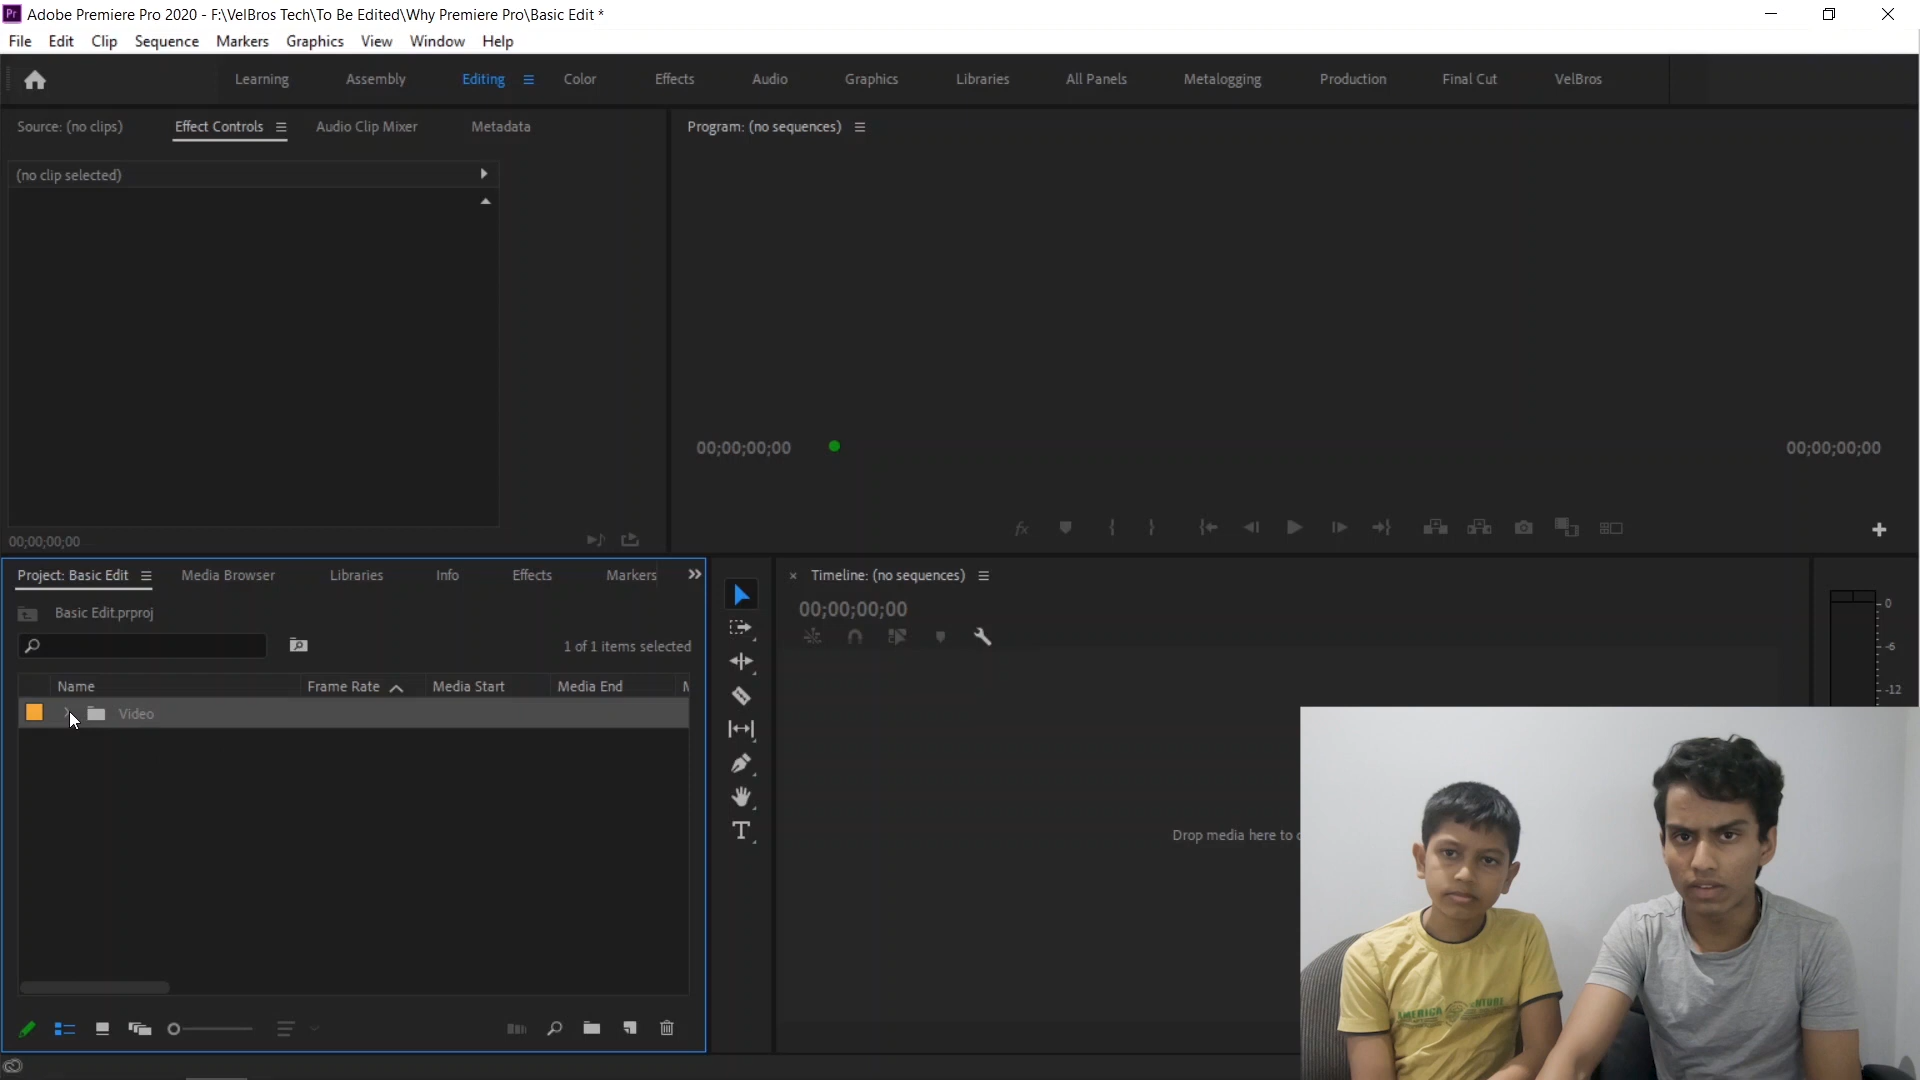 Adobe Premiere Pro 2020 - F:\VelBros Tech\To Be Edited\Why Premiere Pro\Basic Edit *
File Edit Clip Sequence Markers Graphics View Window Help
Learning Assembly Editing Color Effects Audio Graphics Libraries All Panels Metalogging Production Final Cut VelBros
Source: (no clips) Effect Controls Audio Clip Mixer Metadata
Program: (no sequences)
(no clip selected)
00;00;00;00 00;00;00;00
fx
00;00;00;00
Project: Basic Edit Media Browser Libraries Info Effects Markers
Timeline: (no sequences)
00;00;00;00
Basic Edit.prproj
1 of 1 items selected
Name Frame Rate Media Start Media End
Video
Drop media here to
0
-6
-12
T
AMERICA